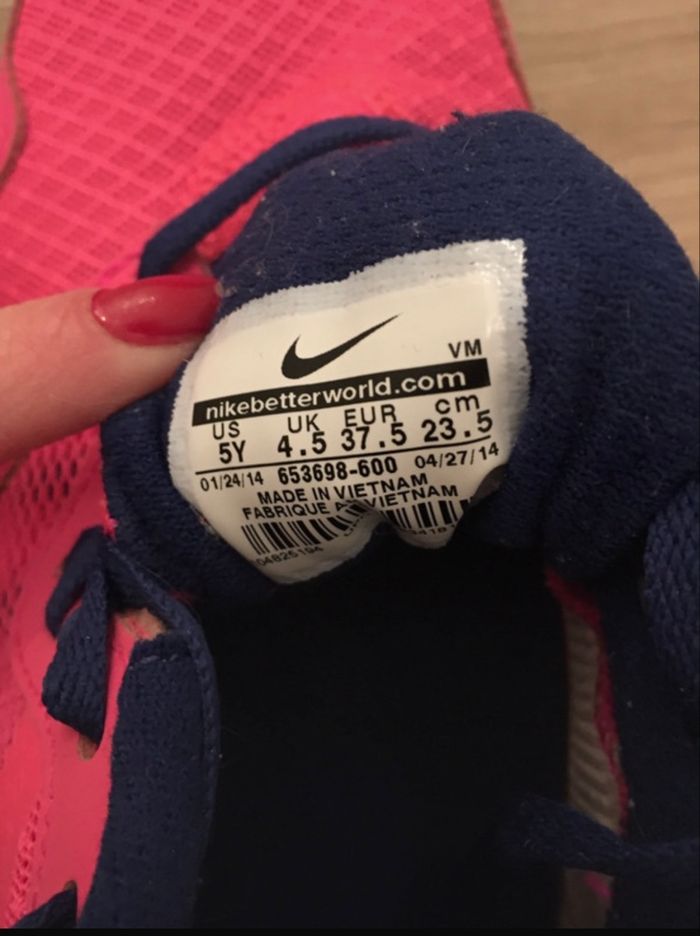 VM
nikebetterworld.com
US UK EUR cm
5Y 4.5 37.5 23.5
01/24/14 653698-600 04/27/14
MADE IN VIETNAM
FABRIQUE VIETNAM